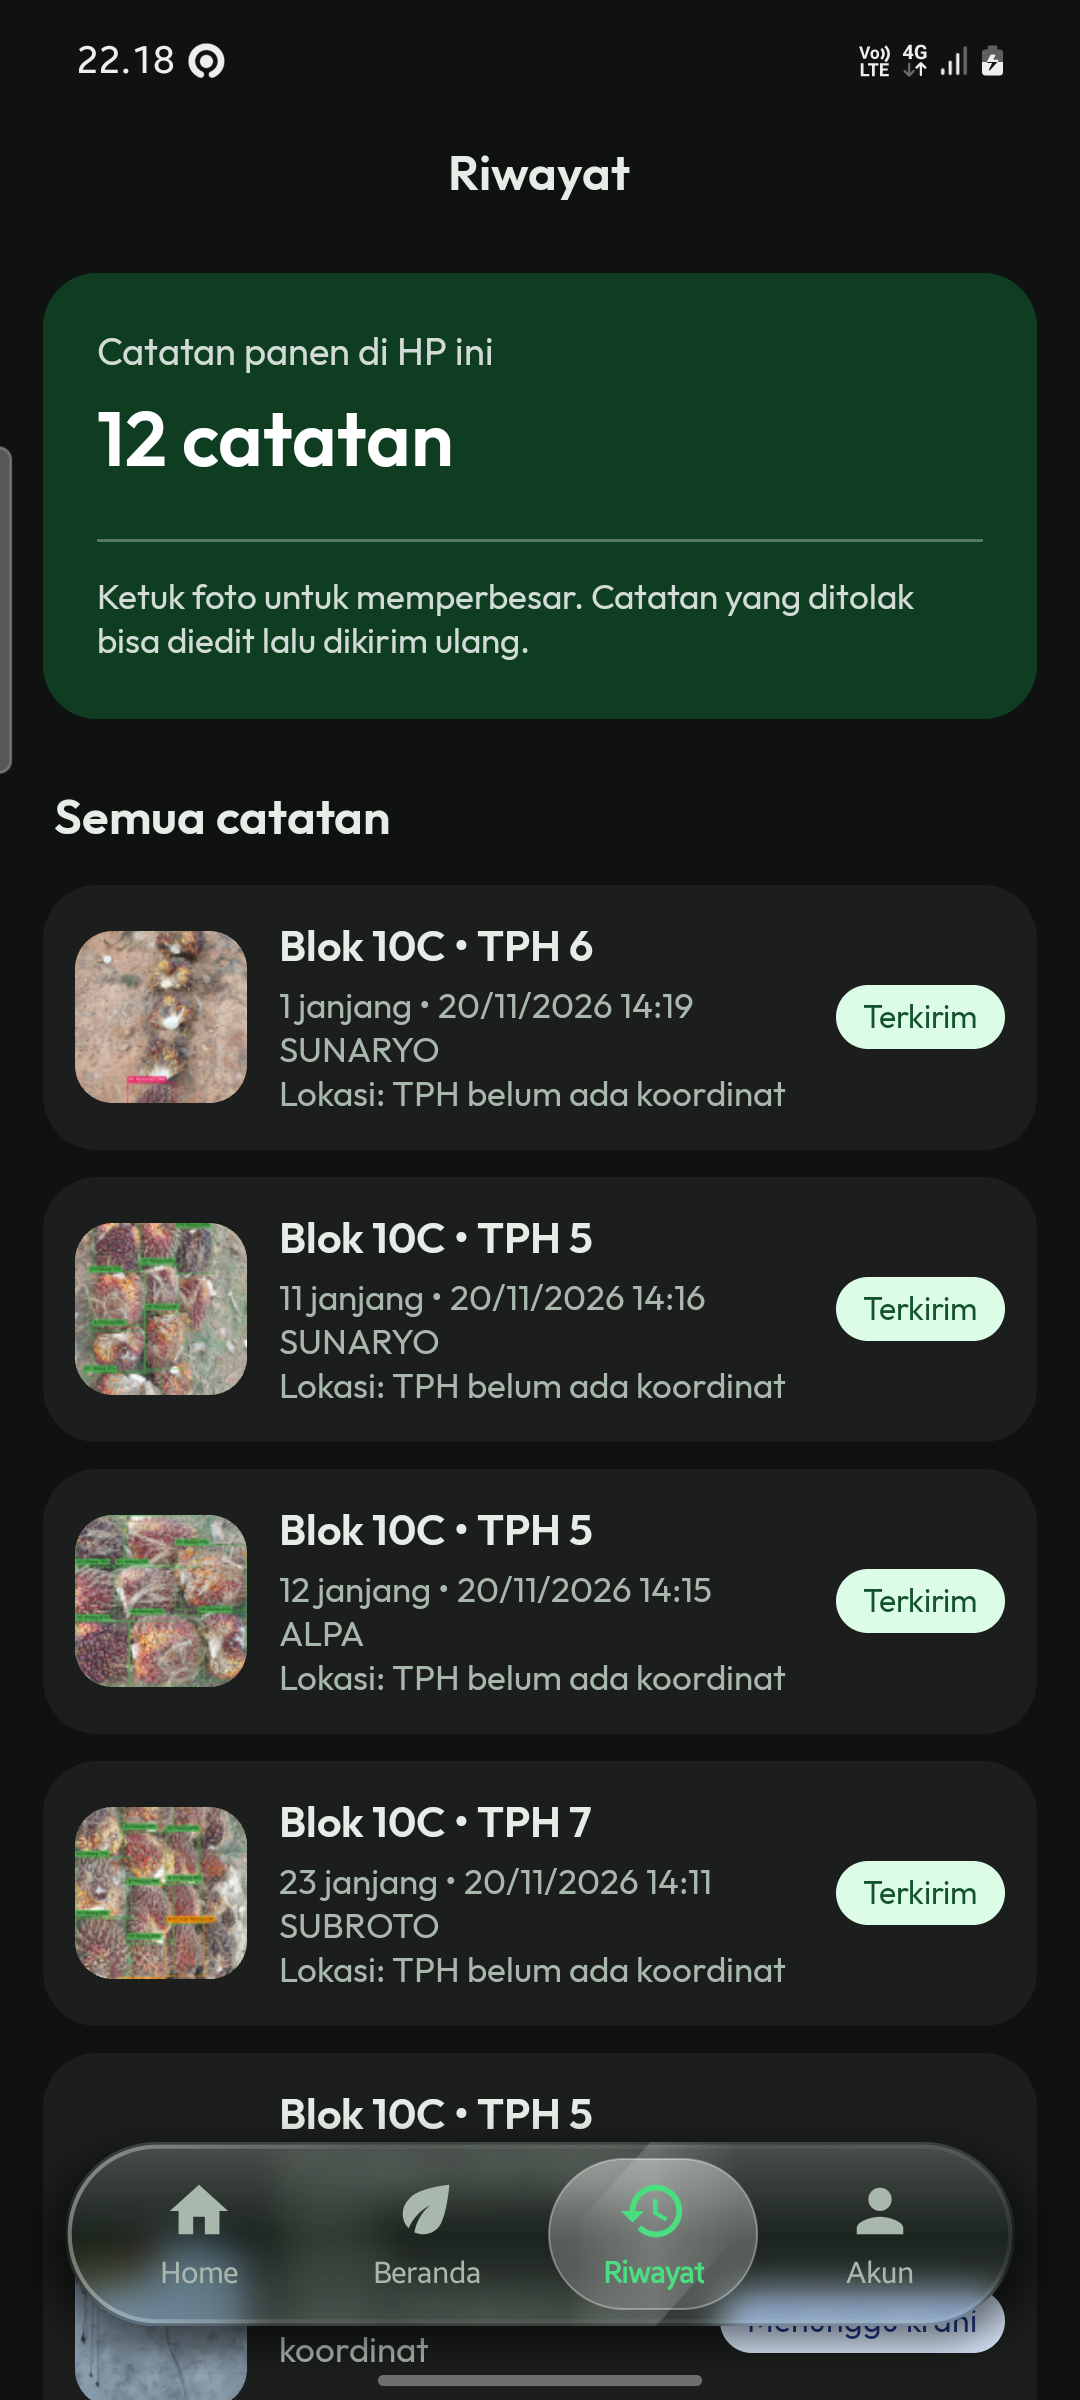 22.18
Vo)) LTE 4G
Riwayat
Catatan panen di HP ini
12 catatan
Ketuk foto untuk memperbesar. Catatan yang ditolak
bisa diedit lalu dikirim ulang.
Semua catatan
Blok 10C • TPH 6
1 janjang • 20/11/2026 14:19
SUNARYO
Lokasi: TPH belum ada koordinat
Terkirim
Blok 10C • TPH 5
11 janjang • 20/11/2026 14:16
SUNARYO
Lokasi: TPH belum ada koordinat
Terkirim
Blok 10C • TPH 5
12 janjang • 20/11/2026 14:15
ALPA
Lokasi: TPH belum ada koordinat
Terkirim
Blok 10C • TPH 7
23 janjang • 20/11/2026 14:11
SUBROTO
Lokasi: TPH belum ada koordinat
Terkirim
Blok 10C • TPH 5
Home
Beranda
Riwayat
Akun
Menunggu krani
koordinat